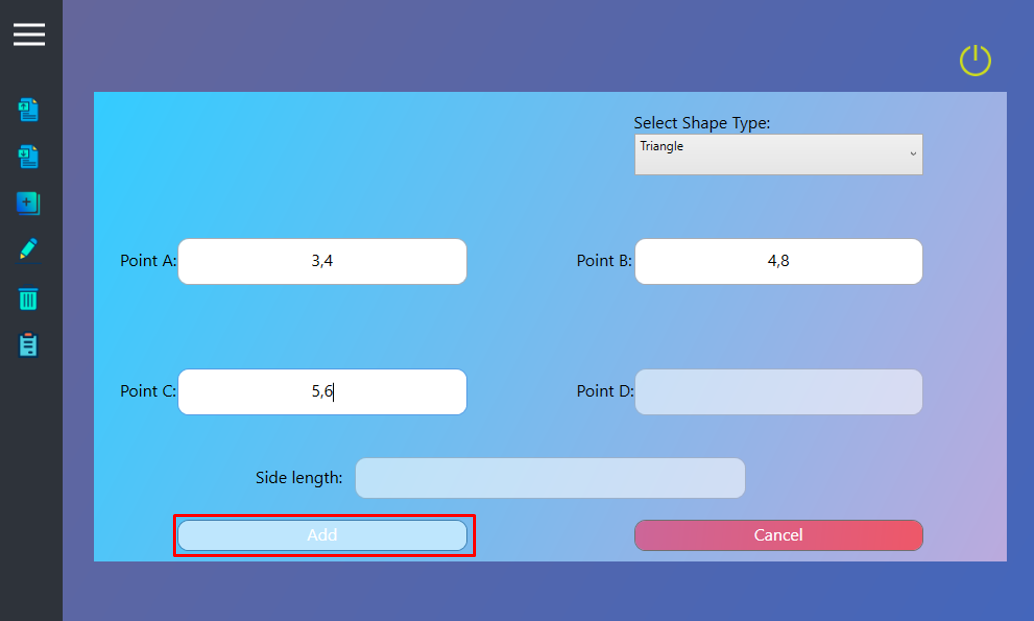 Select Shape Type:
Triangle
Point A: 3,4
Point B: 4,8
Point C: 5,6
Point D:
Side length:
Add
Cancel